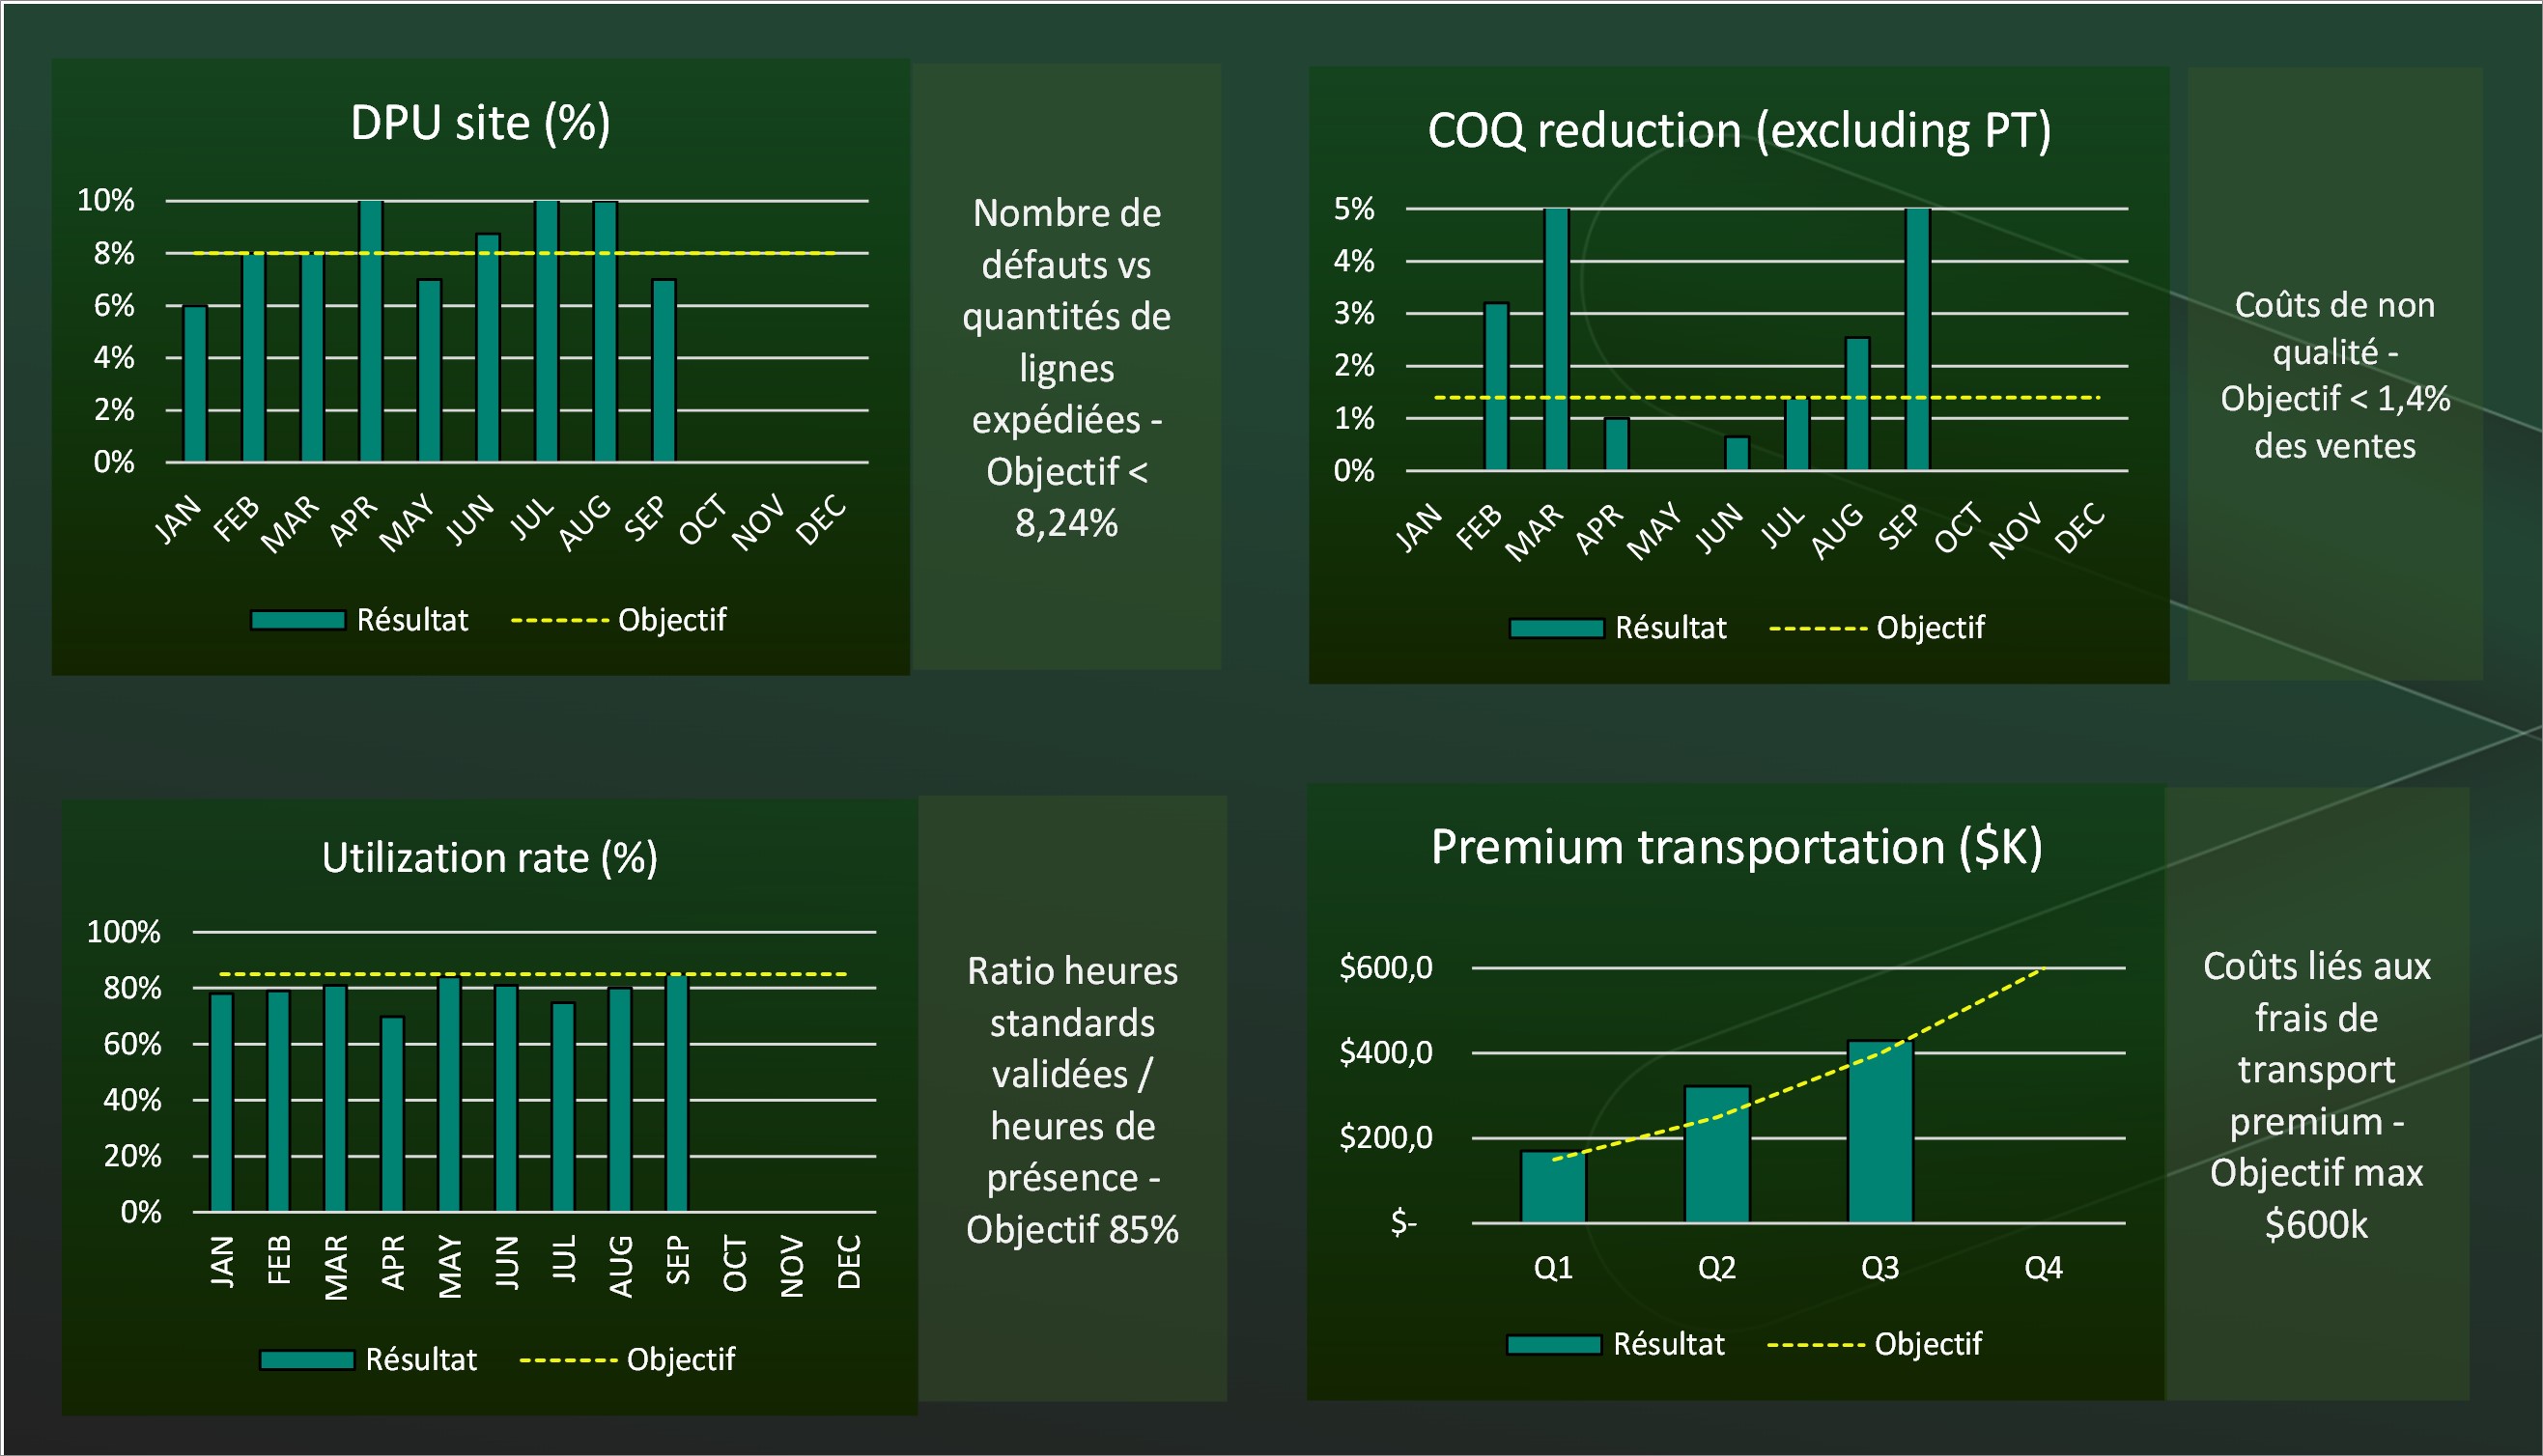 DPU site (%)
10%
8%
6%
4%
2%
0%
JAN FEB MAR APR MAY JUN JUL AUG SEP OCT NOV DEC
Résultat Objectif
Nombre de
défauts vs
quantités de
lignes
expédiées -
Objectif <
8,24%
COQ reduction (excluding PT)
5%
4%
3%
2%
1%
0%
JAN FEB MAR APR MAY JUN JUL AUG SEP OCT NOV DEC
Résultat Objectif
Coûts de non
qualité -
Objectif < 1,4%
des ventes
Utilization rate (%)
100%
80%
60%
40%
20%
0%
JAN FEB MAR APR MAY JUN JUL AUG SEP OCT NOV DEC
Résultat Objectif
Ratio heures
standards
validées /
heures de
présence -
Objectif 85%
Premium transportation ($K)
$600,0
$400,0
$200,0
$-
Q1 Q2 Q3 Q4
Résultat Objectif
Coûts liés aux
frais de
transport
premium -
Objectif max
$600k